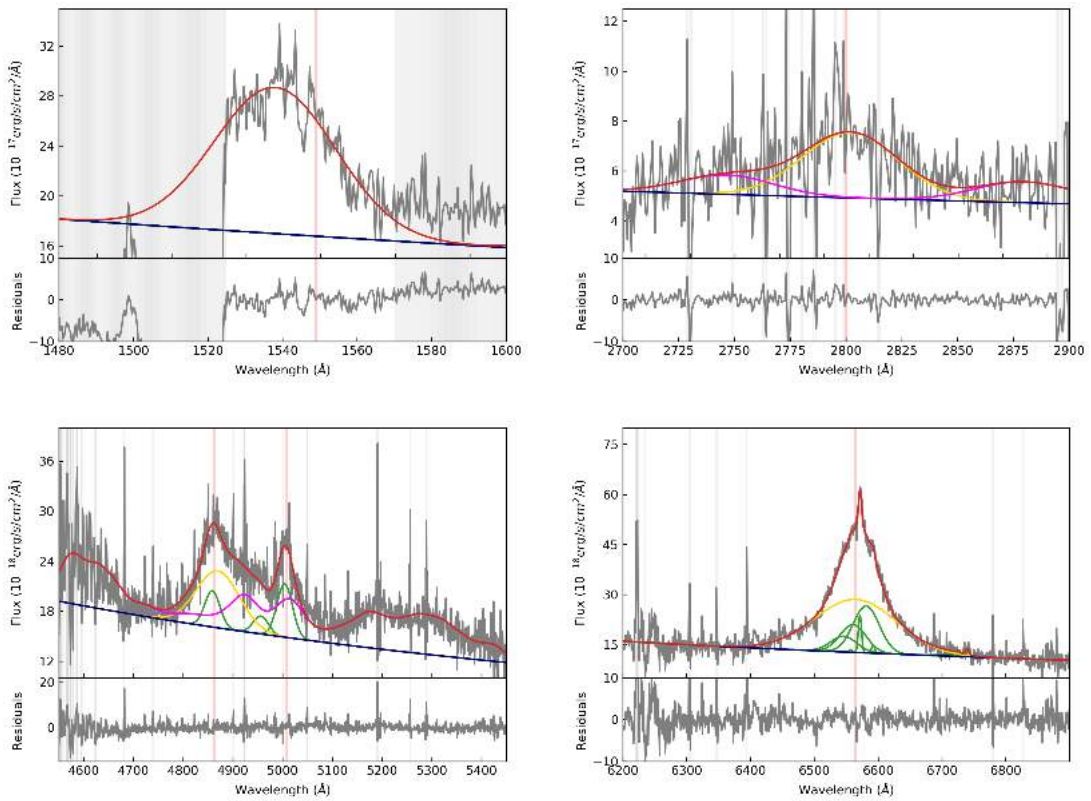 Flux (10 ¹⁷erg/s/cm²/Å)
32
28
24
20
16
Residuals
10
0
−10
1480 1500 1520 1540 1560 1580 1600
Wavelength (Å)
Flux (10 ¹⁷erg/s/cm²/Å)
12
10
8
6
4
Residuals
10
0
−10
2700 2725 2750 2775 2800 2825 2850 2875 2900
Wavelength (Å)
Flux (10 ¹⁸erg/s/cm²/Å)
36
30
24
18
12
Residuals
20
0
4600 4700 4800 4900 5000 5100 5200 5300 5400
Wavelength (Å)
Flux (10 ¹⁸erg/s/cm²/Å)
75
60
45
30
15
Residuals
10
0
−10
6200 6300 6400 6500 6600 6700 6800
Wavelength (Å)